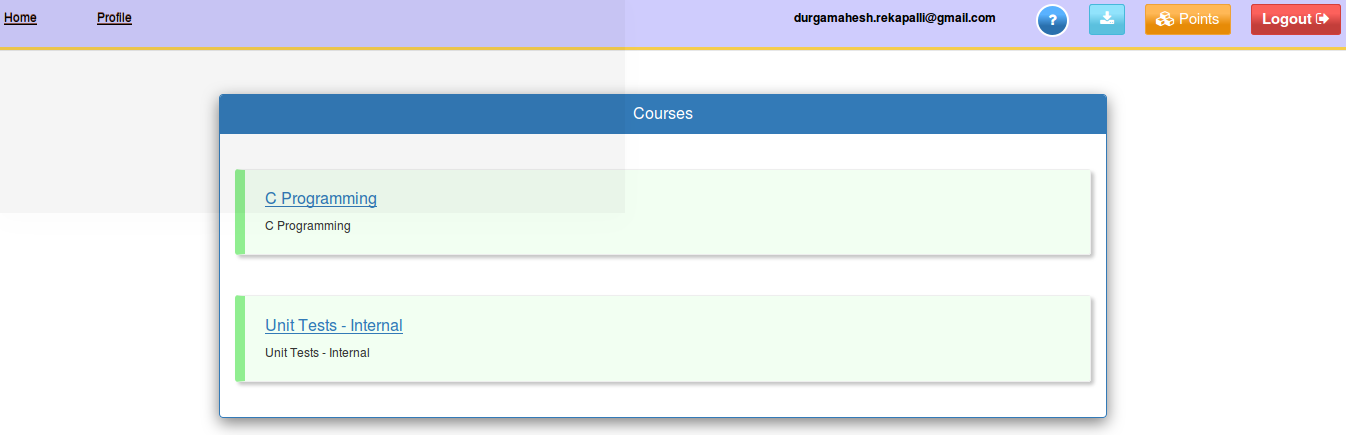 Home Profile durgamahesh.rekapalli@gmail.com ? Points Logout
Courses
C Programming
C Programming
Unit Tests - Internal
Unit Tests - Internal